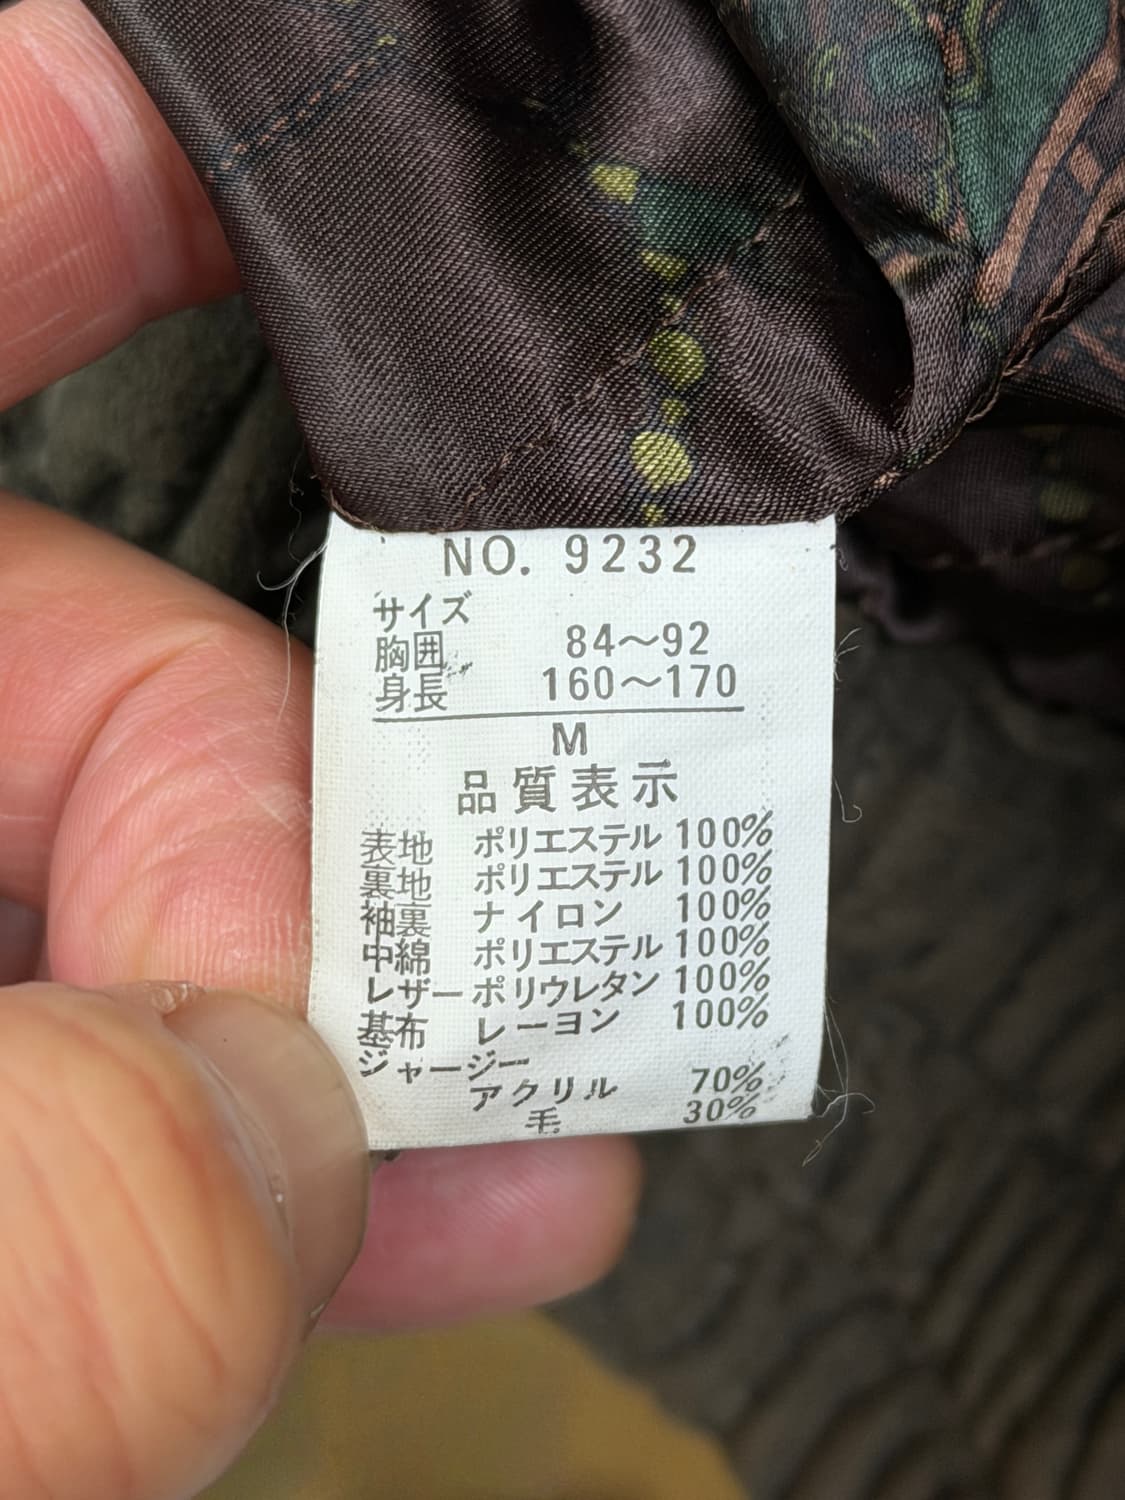 NO. 9232
サイズ
胸囲 84〜92
身長 160〜170
M
品質表示
表地 ポリエステル 100%
裏地 ポリエステル 100%
袖裏 ナイロン 100%
中綿 ポリエステル 100%
レザー ポリウレタン 100%
基布 レーヨン 100%
ジャージー
アクリル 70%
毛 30%